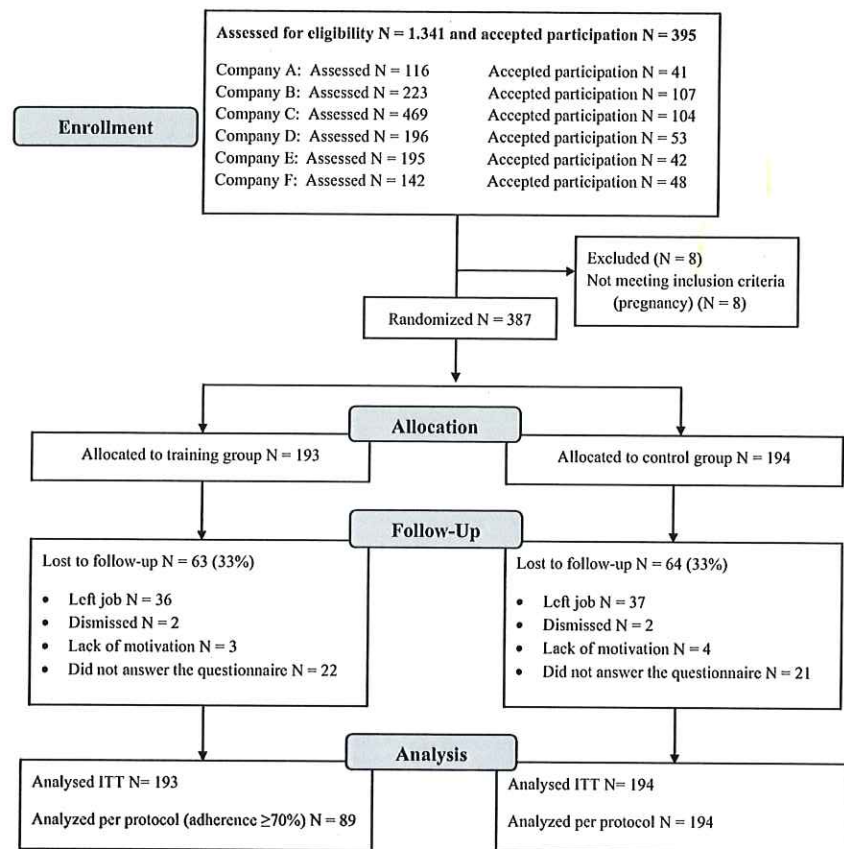 Assessed for eligibility N = 1.341 and accepted participation N = 395
Company A: Assessed N = 116 Accepted participation N = 41
Company B: Assessed N = 223 Accepted participation N = 107
Company C: Assessed N = 469 Accepted participation N = 104
Company D: Assessed N = 196 Accepted participation N = 53
Company E: Assessed N = 195 Accepted participation N = 42
Company F: Assessed N = 142 Accepted participation N = 48
Enrollment
Excluded (N = 8)
Not meeting inclusion criteria
(pregnancy) (N = 8)
Randomized N = 387
Allocation
Allocated to training group N = 193
Allocated to control group N = 194
Follow-Up
Lost to follow-up N = 63 (33%)
• Left job N = 36
• Dismissed N = 2
• Lack of motivation N = 3
• Did not answer the questionnaire N = 22
Lost to follow-up N = 64 (33%)
• Left job N = 37
• Dismissed N = 2
• Lack of motivation N = 4
• Did not answer the questionnaire N = 21
Analysis
Analysed ITT N= 193
Analyzed per protocol (adherence ≥70%) N = 89
Analysed ITT N = 194
Analyzed per protocol N = 194